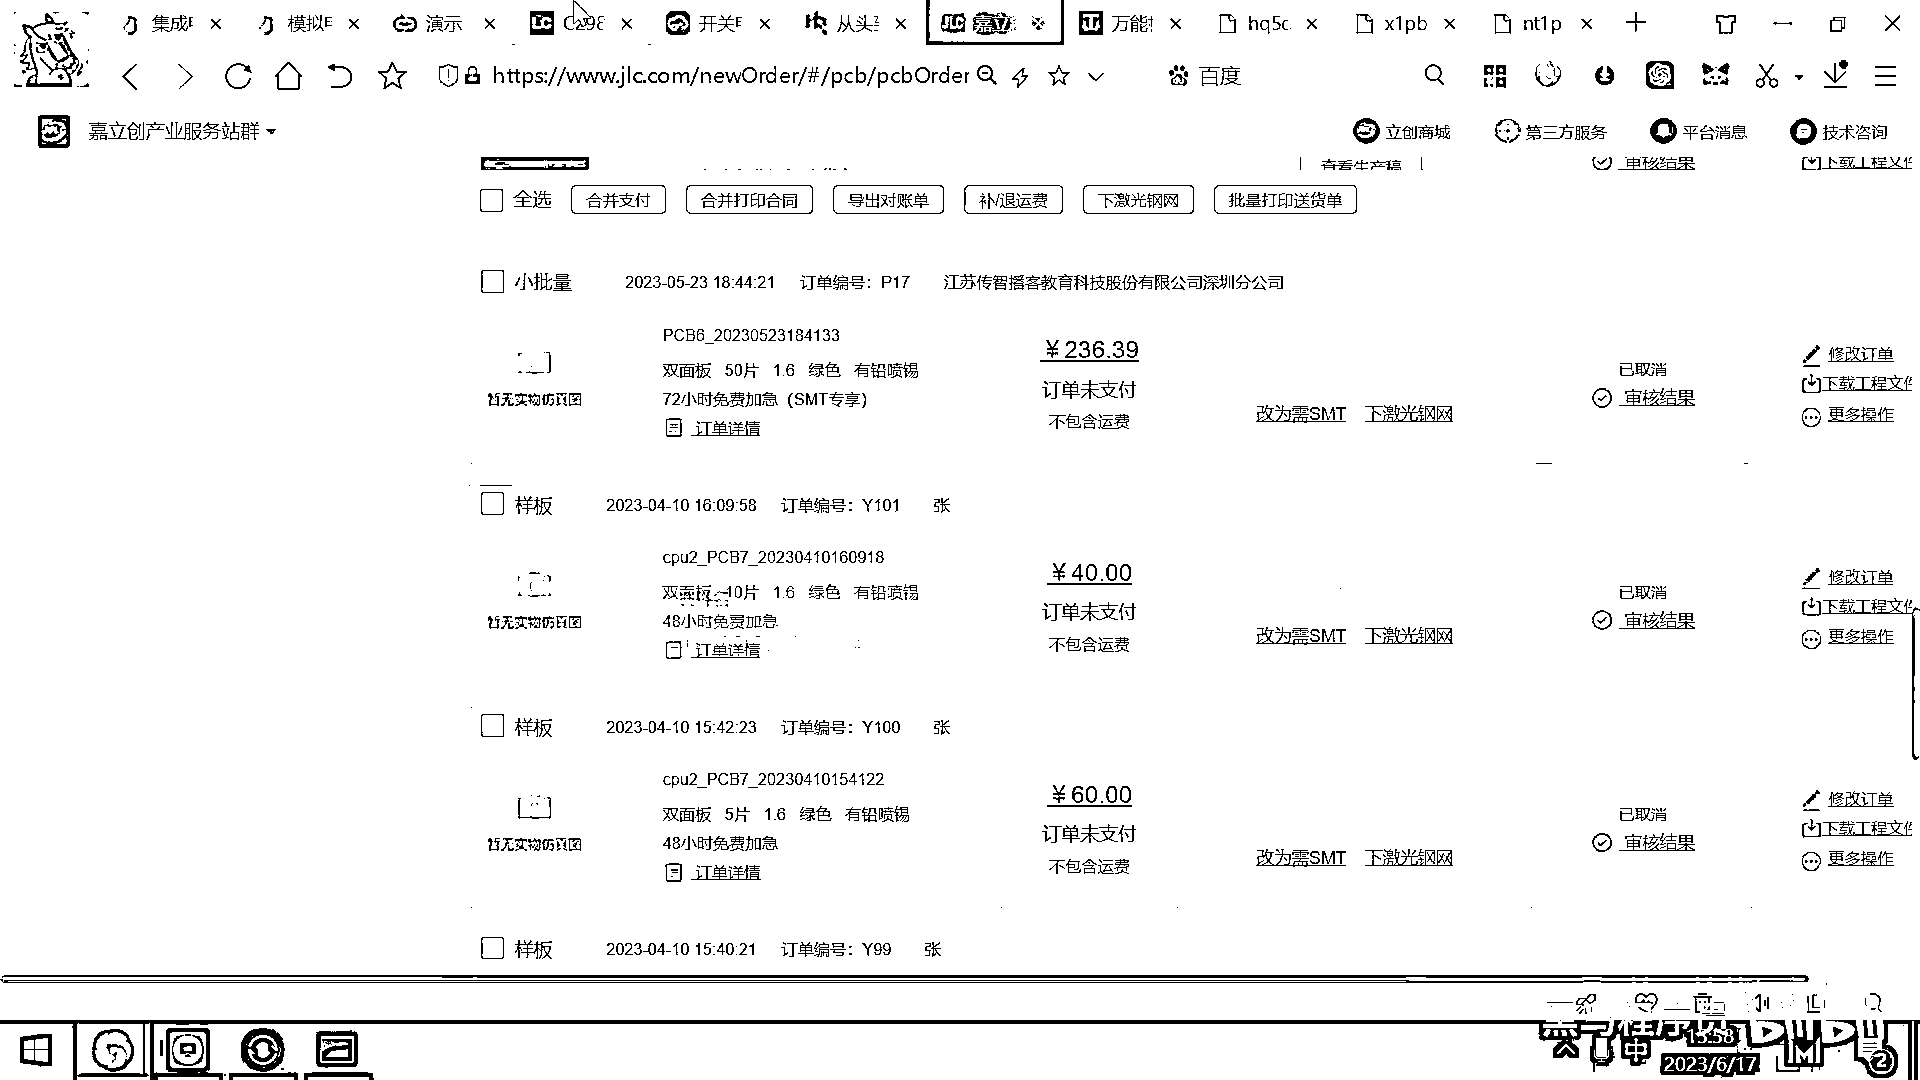 集成 模拟 演示 开关 从头 嘉立 万能 hq5c x1pb nt1p
https://www.jlc.com/newOrder/#/pcb/pcbOrder 百度
嘉立创产业服务站群 立创商城 第三方服务 平台消息 技术咨询
查看生产稿 审核结果 下载工程文件
全选 合并支付 合并打印合同 导出对账单 补/退运费 下激光钢网 批量打印送货单
小批量 2023-05-23 18:44:21 订单编号：P17 江苏传智播客教育科技股份有限公司深圳分公司
PCB6_20230523184133
¥236.39
双面板 50片 1.6 绿色 有铅喷锡
72小时免费加急（SMT专享）
订单详情
暂无实物仿真图
订单未支付
不包含运费
改为需SMT 下激光钢网
已取消
审核结果
修改订单
下载工程文件
更多操作
样板 2023-04-10 16:09:58 订单编号：Y101 张
cpu2_PCB7_20230410160918
¥40.00
双面板 10片 1.6 绿色 有铅喷锡
48小时免费加急
订单详情
暂无实物仿真图
订单未支付
不包含运费
改为需SMT 下激光钢网
已取消
审核结果
修改订单
下载工程文件
更多操作
样板 2023-04-10 15:42:23 订单编号：Y100 张
cpu2_PCB7_20230410154122
¥60.00
双面板 5片 1.6 绿色 有铅喷锡
48小时免费加急
订单详情
暂无实物仿真图
订单未支付
不包含运费
改为需SMT 下激光钢网
已取消
审核结果
修改订单
下载工程文件
更多操作
样板 2023-04-10 15:40:21 订单编号：Y99 张
中 15:58
2023/6/17